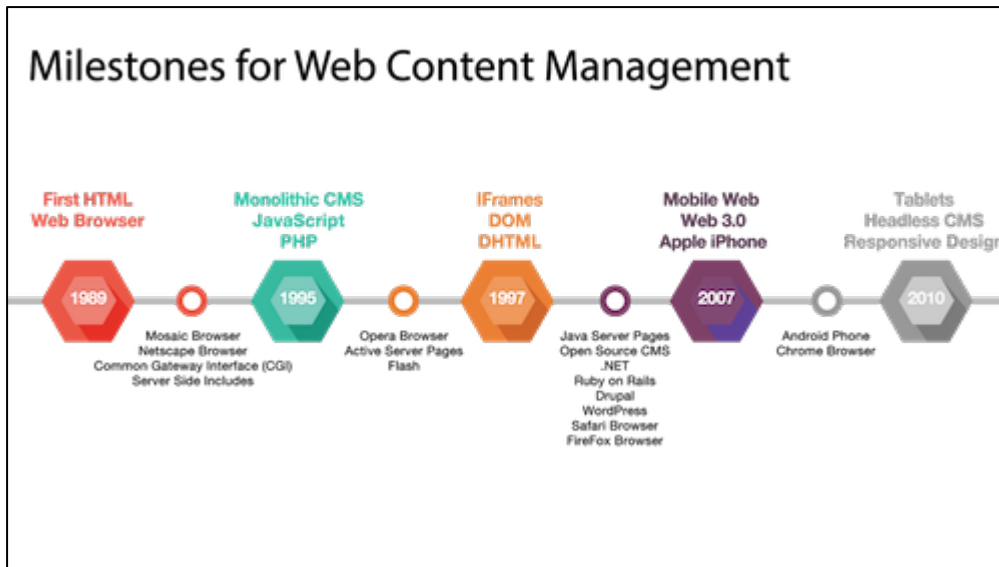 Milestones for Web Content Management
First HTML
Web Browser
1989
Mosaic Browser
Netscape Browser
Common Gateway Interface (CGI)
Server Side Includes
Monolithic CMS
JavaScript
PHP
1995
Opera Browser
Active Server Pages
Flash
IFrames
DOM
DHTML
1997
Java Server Pages
Open Source CMS
.NET
Ruby on Rails
Drupal
WordPress
Safari Browser
FireFox Browser
Mobile Web
Web 3.0
Apple iPhone
2007
Android Phone
Chrome Browser
Tablets
Headless CMS
Responsive Design
2010